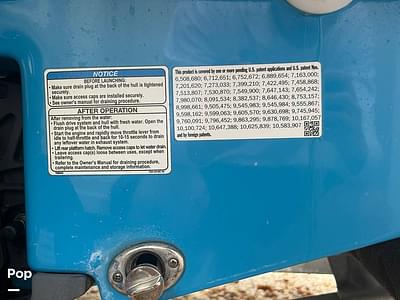 NOTICE
BEFORE LAUNCHING
• Make sure drain plug at the back of the hull is tightened
securely.
• Make sure access caps are installed securely.
• See owner's manual for draining procedure.
AFTER OPERATION
After removing from the water:
• Flush drive system and hull with fresh water. Open the
drain plug at the back of the hull.
• Start the engine and rapidly move throttle lever from
idle to half-throttle and back for 10-15 seconds to drain
any leftover water in exhaust system.
• Lift rear platform hatch. Remove access caps to let water drain.
• Leave access caps loose between uses, except when
trailering.
• Refer to the Owner's Manual for draining procedure,
complete maintenance and storage information.
This product is covered by one or more pending U.S. patent applications and U.S. patent Nos.
6,508,680; 6,712,651; 6,752,672; 6,889,654; 7,163,000;
7,201,620; 7,273,033; 7,399,210; 7,422,495; 7,458,868;
7,513,807; 7,530,870; 7,549,900; 7,647,143; 7,654,242;
7,980,070; 8,091,534; 8,382,537; 8,646,430; 8,753,157;
8,998,661; 9,505,475; 9,545,983; 9,545,984; 9,555,867;
9,598,162; 9,599,063; 9,605,570; 9,630,698; 9,745,945;
9,760,091; 9,796,452; 9,863,295; 9,878,769; 10,167,057
10,100,724; 10,647,388; 10,625,839; 10,583,907
Pop